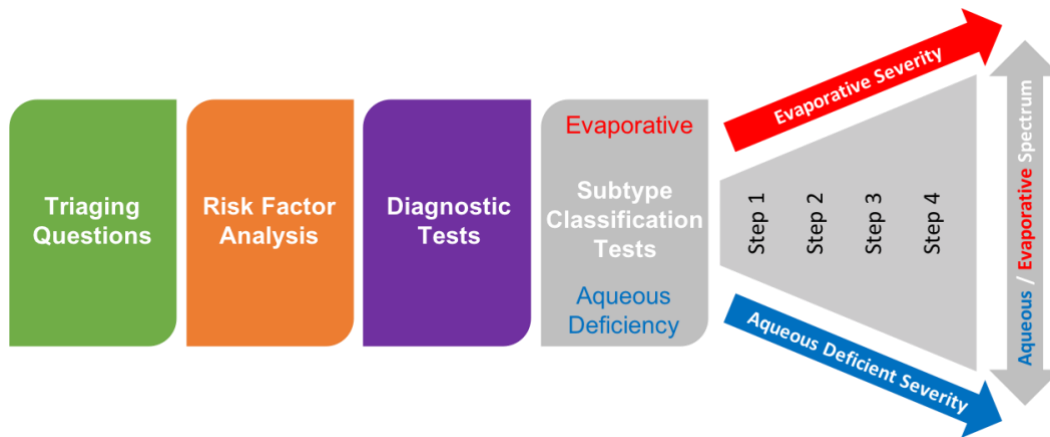 Triaging
Questions
Risk Factor
Analysis
Diagnostic
Tests
Evaporative
Subtype
Classification
Tests
Aqueous
Deficiency
Evaporative Severity
Step 1
Step 2
Step 3
Step 4
Aqueous Deficient Severity
Aqueous / Evaporative Spectrum